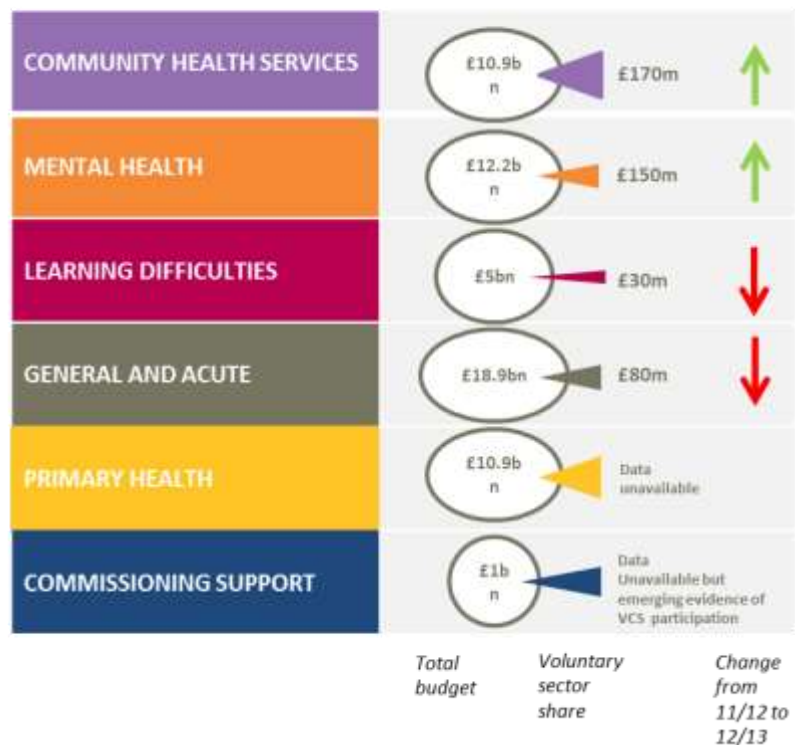 COMMUNITY HEALTH SERVICES
£10.9b
n
£170m
MENTAL HEALTH
£12.2b
n
£150m
LEARNING DIFFICULTIES
£5bn
£30m
GENERAL AND ACUTE
£18.9bn
£80m
PRIMARY HEALTH
£10.9b
n
Data
unavailable
COMMISSIONING SUPPORT
£1b
n
Data
Unavailable but
emerging evidence of
VCS participation
Total
budget
Voluntary
sector
share
Change
from
11/12 to
12/13